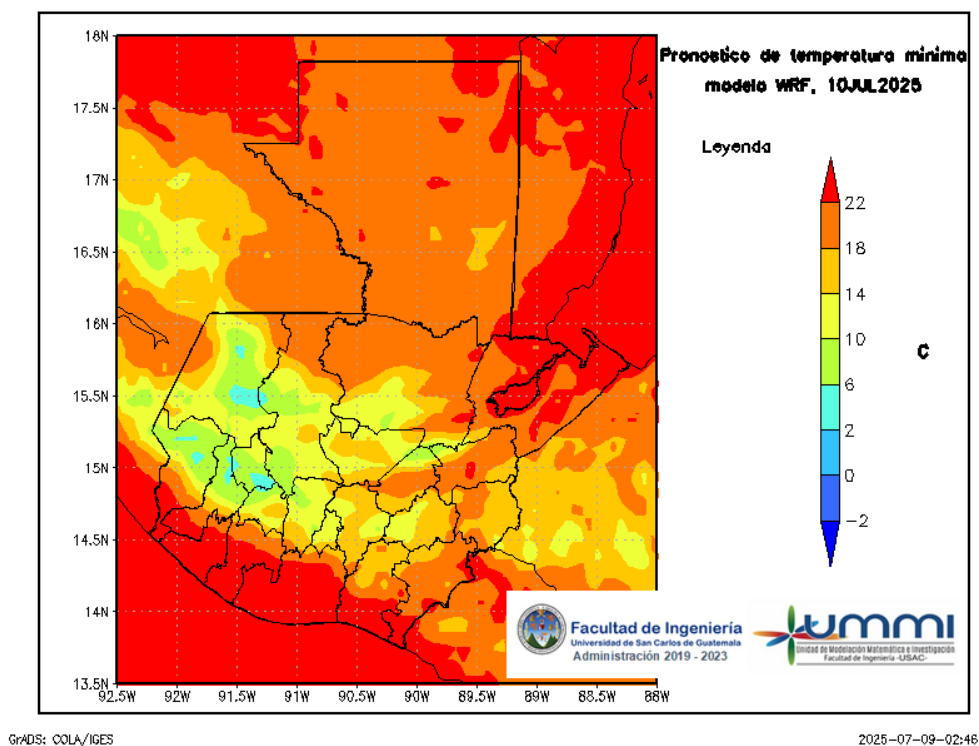 Pronostico de temperatura minima
modelo WRF, 10JUL2025
Leyenda
22
18
14
10
6
2
0
-2
C
18N
17.5N
17N
16.5N
16N
15.5N
15N
14.5N
14N
13.5N
92.5W 92W 91.5W 91W 90.5W 90W 89.5W 89W 88.5W 88W
Facultad de Ingeniería
Universidad de San Carlos de Guatemala
Administración 2019 - 2023
ummi
Unidad de Modelación Matemática e Investigación
Facultad de Ingeniería -USAC-
GrADS: COLA/IGES
2025-07-09-02:46